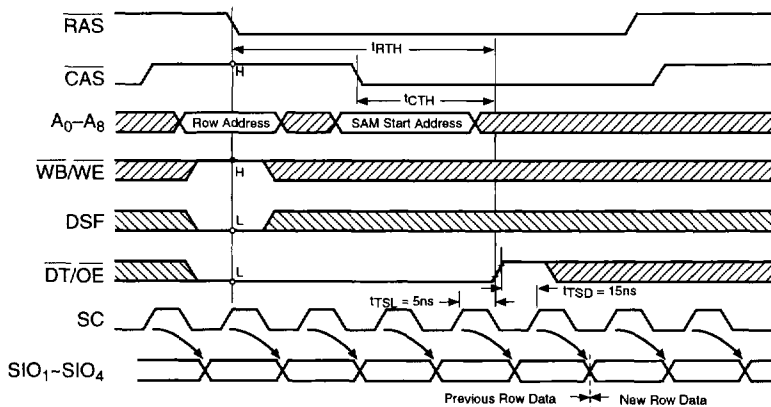 RAS
tRTH
H
CAS
tCTH
A0–A8
Row Address
SAM Start Address
WB/WE
H
DSF
L
DT/OE
L
tTSL = 5ns
tTSD = 15ns
SC
SIO1~SIO4
Previous Row Data
New Row Data